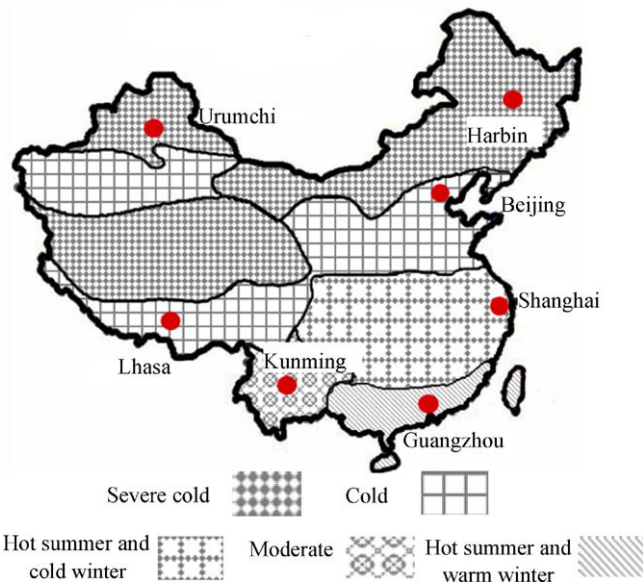 Urumchi
Harbin
Beijing
Shanghai
Lhasa
Kunming
Guangzhou
Severe cold
Cold
Hot summer and
cold winter
Moderate
Hot summer and
warm winter